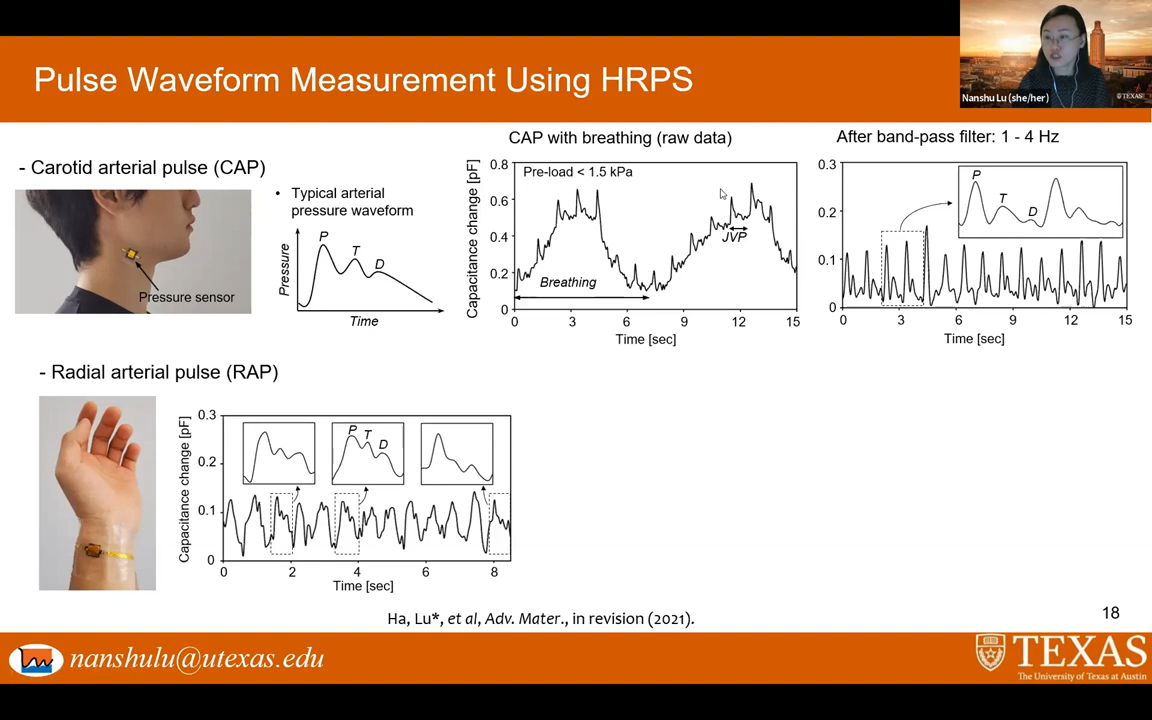 Pulse Waveform Measurement Using HRPS
Nanshu Lu (she/her)
TEXAS
- Carotid arterial pulse (CAP)
Pressure sensor
• Typical arterial
pressure waveform
Pressure
P
T
D
Time
CAP with breathing (raw data)
Capacitance change [pF]
0.8
0.6
0.4
0.2
0
Pre-load < 1.5 kPa
JVP
Breathing
0 3 6 9 12 15
Time [sec]
After band-pass filter: 1 - 4 Hz
0.3
0.2
0.1
0
P
T
D
0 3 6 9 12 15
Time [sec]
- Radial arterial pulse (RAP)
Capacitance change [pF]
0.3
0.2
0.1
0
P T
D
0 2 4 6 8
Time [sec]
Ha, Lu*, et al, Adv. Mater., in revision (2021).
18
nanshulu@utexas.edu
TEXAS
The University of Texas at Austin